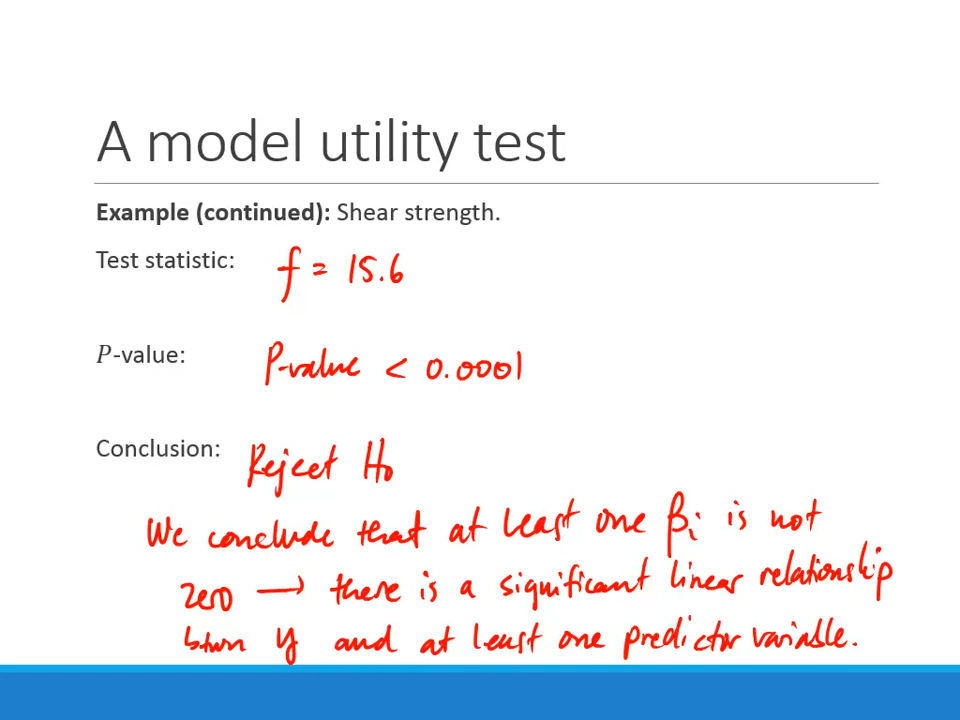 A model utility test
Example (continued): Shear strength.
Test statistic: f = 15.6
P-value: P-value < 0.0001
Conclusion: Reject H₀
We conclude that at least one βᵢ is not
zero → there is a significant linear relationship
btwn y and at least one predictor variable.